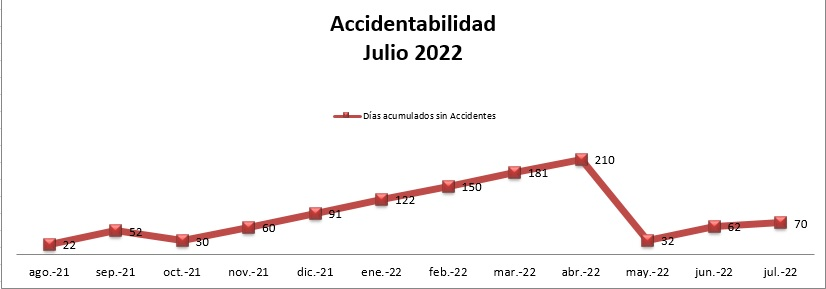 Accidentabilidad
Julio 2022
Días acumulados sin Accidentes
22 52 30 60 91 122 150 181 210 32 62 70
ago.-21 sep.-21 oct.-21 nov.-21 dic.-21 ene.-22 feb.-22 mar.-22 abr.-22 may.-22 jun.-22 jul.-22